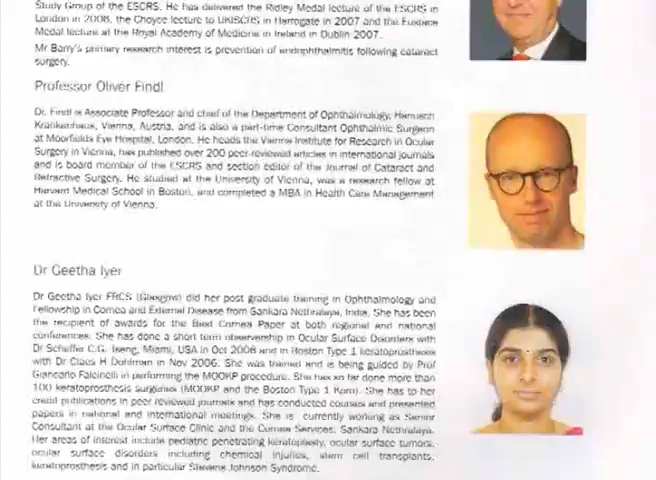 Study Group of the ESCRS. He has delivered the Ridley Medal lecture of the ESCRS in
London in 2006, the Choyce lecture to UKISCRS in Harrogate in 2007 and the
Medal lecture at the Royal Academy of Medicine in Ireland in Dublin 2007.
Mr Barry's primary research interest is prevention of endophthalmitis following cataract
surgery.
Professor Oliver Findl
Dr. Findl is Associate Professor and chief of the Department of Ophthalmology, Hanusch
Krankenhaus, Vienna, Austria, and is also a part-time Consultant Ophthalmic Surgeon
at Moorfields Eye Hospital, London. He heads the Vienna Institute for Research in Ocular
Surgery in Vienna, has published over 200 peer-reviewed articles in international journals
and is board member of the ESCRS and section editor of the Journal of Cataract and
Refractive Surgery. He studied at the University of Vienna, was a research fellow at
Harvard Medical School in Boston, and completed a MBA in Health Care Management
at the University of Vienna.
Dr Geetha Iyer
Dr Geetha Iyer FRCS (Glasgow) did her post graduate training in Ophthalmology and
Fellowship in Cornea and External Disease from Sankara Nethralaya, India. She has been
the recipient of awards for the Best Cornea Paper at both regional and national
conferences. She has done a short term observership in Ocular Surface Disorders with
Dr Scheffer C.G. Tseng, Miami, USA in Oct 2006 and in Boston Type 1 keratoprosthesis
with Dr Claes H Dohlman in Nov 2006. She was trained and is being guided by Prof
Giancarlo Falcinelli in performing the MOOKP procedure. She has so far done more than
100 keratoprosthesis surgeries (MOOKP and the Boston Type 1 Kpro). She has to her
credit publications in peer reviewed journals and has conducted courses and presented
papers in national and international meetings. She is currently working as Senior
Consultant at the Ocular Surface Clinic and the Cornea Services, Sankara Nethralaya.
Her areas of interest include pediatric penetrating keratoplasty, ocular surface tumors,
ocular surface disorders including chemical injuries, stem cell transplants,
keratoprosthesis and in particular Stevens Johnson Syndrome.